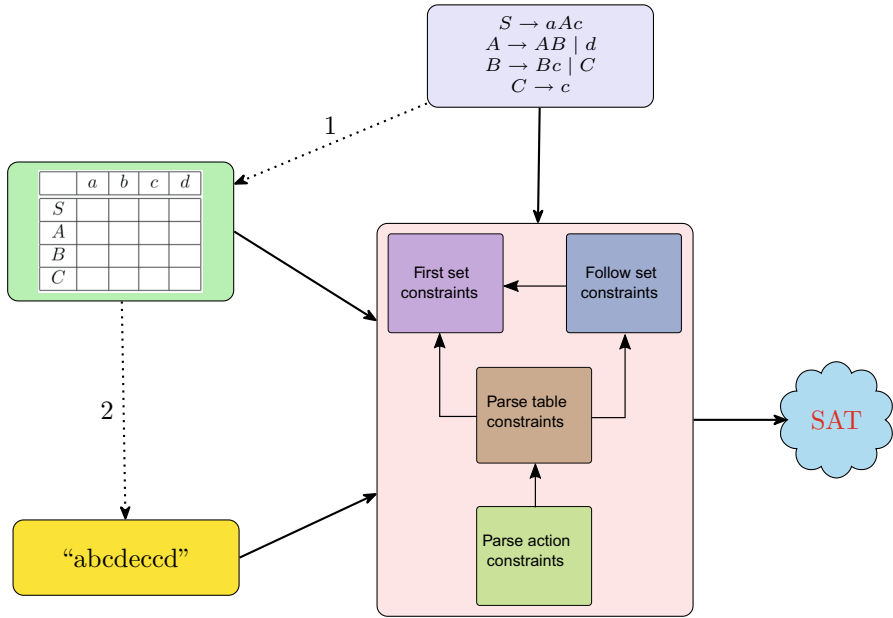 S → aAc
A → AB | d
B → Bc | C
C → c
1
a b c d
S
A
B
C
First set
constraints
Follow set
constraints
Parse table
constraints
2
SAT
Parse action
constraints
“abcdeccd”